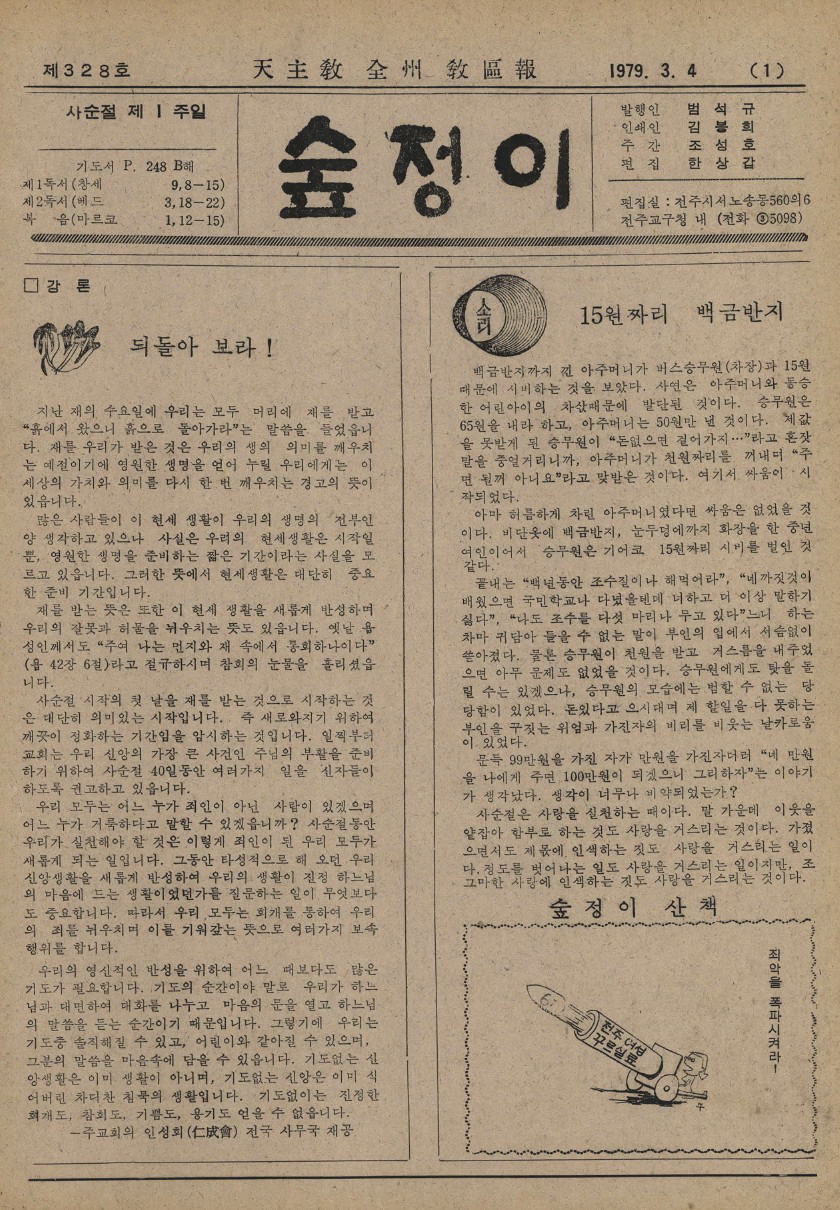 제328호
天主敎 全州 敎區報
1979. 3. 4
(1)
사순절 제 1 주일
기도서 P. 248 B해
제1독서(창세 9,8—15)
제2독서(베드 3,18—22)
복 음(마르코 1,12—15)
숲정이
발행인 범석규
인쇄인 김봉희
주 간 조성호
편 집 한상갑
편집실 : 전주시서노송동560의6
전주교구청 내 (전화 ③5098)
□강 론
되돌아 보라!
지난 재의 수요일에 우리는 모두 머리에 재를 받고
“흙에서 왔으니 흙으로 돌아가라”는 말씀을 들었읍니
다. 재를 우리가 받은 것은 우리의 생의 의미를 깨우치
는 예절이기에 영원한 생명을 얻어 누릴 우리에게는 이
세상의 가치와 의미를 다시 한 번 깨우치는 경고의 뜻이
있읍니다.
많은 사람들이 이 현세 생활이 우리의 생명의 전부인
양 생각하고 있으나 사실은 우리의 현세생활은 시작일
뿐, 영원한 생명을 준비하는 짧은 기간이라는 사실을 모
르고 있읍니다. 그러한 뜻에서 현세생활은 대단히 중요
한 준비 기간입니다.
재를 받는 뜻은 또한 이 현세 생활을 새롭게 반성하며
우리의 잘못과 허물을 뉘우치는 뜻도 있읍니다. 옛날 욥
성인께서도 “주여 나는 먼지와 재 속에서 통회하나이다”
(욥 42장 6절)라고 절규하시며 참회의 눈물을 흘리셨읍
니다.
사순절 시작의 첫 날을 재를 받는 것으로 시작하는 것
은 대단히 의미있는 시작입니다. 즉 새로와지기 위하여
깨끗이 정화하는 기간임을 암시하는 것입니다. 일찍부터
교회는 우리 신앙의 가장 큰 사건인 주님의 부활을 준비
하기 위하여 사순절 40일동안 여러가지 일을 신자들이
하도록 권고하고 있읍니다.
우리 모두는 어느 누가 죄인이 아닌 사람이 있겠으며
어느 누가 거룩하다고 말할 수 있겠읍니까? 사순절동안
우리가 실천해야 할 것은 이렇게 죄인이 된 우리 모두가
새롭게 되는 일입니다. 그동안 타성적으로 해 오던 우리
신앙생활을 새롭게 반성하여 우리의 생활이 진정 하느님
의 마음에 드는 생활이었던가를 질문하는 일이 무엇보다
도 중요합니다. 따라서 우리 모두는 회개를 통하여 우리
의 죄를 뉘우치며 이를 기워갚는 뜻으로 여러가지 보속
행위를 합니다.
우리의 영신적인 반성을 위하여 어느 때보다도 많은
기도가 필요합니다. 기도의 순간이야 말로 우리가 하느
님과 대면하여 대화를 나누고 마음의 문을 열고 하느님
의 말씀을 듣는 순간이기 때문입니다. 그렇기에 우리는
기도중 솔직해질 수 있고, 어린이와 같아질 수 있으며,
그분의 말씀을 마음속에 담을 수 있읍니다. 기도없는 신
앙생활은 이미 생활이 아니며, 기도없는 신앙은 이미 식
어버린 차디찬 침묵의 생활입니다. 기도없이는 진정한
회개도, 참회도, 기쁨도, 용기도 얻을 수 없읍니다.
—주교회의 인성회(仁成會) 전국 사무국 재공
소리
15원짜리 백금반지
백금반지까지 낀 아주머니가 버스승무원(차장)과 15원
때문에 시비하는 것을 보았다. 사연은 아주머니와 동승
한 어린아이의 차삯때문에 발단된 것이다. 승무원은
65원을 내라 하고, 아주머니는 50원만 낼 것이다. 제값
을 못받게 된 승무원이 “돈없으면 걸어가지…”라고 혼잣
말을 중얼거리니까, 아주머니가 천원짜리를 꺼내며 “주
면 될꺼 아니요”라고 맞받은 것이다. 여기서 싸움이 시
작되었다.
아마 허름하게 차린 아주머니였다면 싸움은 없었을 것
이다. 비단옷에 백금반지, 눈두덩에까지 화장을 한 중년
여인이어서 승무원은 기어코 15원짜리 시비를 벌인 것
같다.
끝내는 “백년동안 조수질이나 해먹어라”, “네까짓것이
배웠으면 국민학교나 다녔을텐데 너하고 더 이상 말하기
싫다”, “나도 조수를 다섯 마리나 두고 있다”느니 하는
차마 귀담아 들을 수 없는 말이 부인의 입에서 서슴없이
쏟아졌다. 물론 승무원이 천원을 받고 거스름을 내주었
으면 아무 문제도 없었을 것이다. 승무원에게도 탓을 돌
릴 수는 있겠으나, 승무원의 모습에는 범할 수 없는 당
당함이 있었다. 돈있다고 으시대며 제 할일을 다 못하는
부인을 꾸짖는 위엄과 가진자의 비리를 비웃는 날카로움
이 있었다.
문득 99만원을 가진 자가 만원을 가진자더러 “네 만원
을 나에게 주면 100만원이 되겠으니 그리하자”는 이야기
가 생각났다. 생각이 너무나 비약되었는가?
사순절은 사랑을 실천하는 때이다. 말 가운데 이웃을
얕잡아 함부로 하는 것도 사랑을 거스리는 것이다. 가졌
으면서도 제몫에 인색하는 짓도 사랑을 거스리는 일이
다. 정도를 벗어나는 일도 사랑을 거스리는 일이지만, 조
그마한 사랑에 인색하는 짓도 사랑을 거스리는 것이다.
숲정이 산책
죄악을 폭파시켜라!
전주 여성
꾸르실료